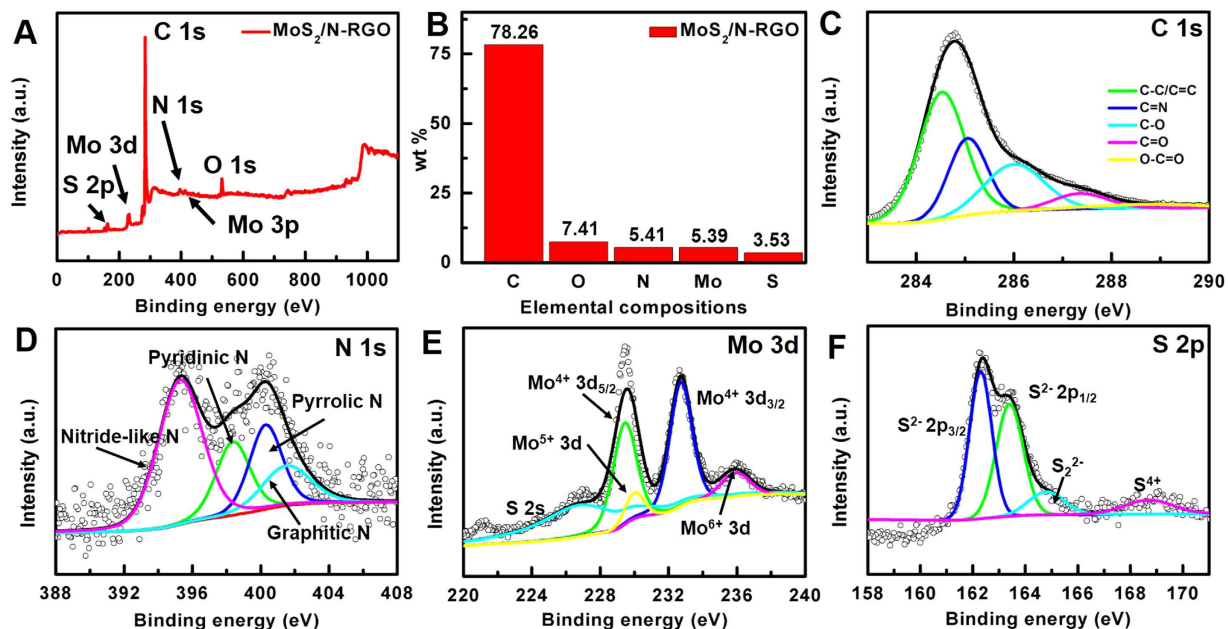 A
C 1s
MoS₂/N-RGO
N 1s
Mo 3d
O 1s
S 2p
Mo 3p
Intensity (a.u.)
0 200 400 600 800 1000
Binding energy (eV)
B
MoS₂/N-RGO
78.26
75
50
25
0
wt %
7.41 5.41 5.39 3.53
C O N Mo S
Elemental compositions
C
C 1s
C-C/C=C
C=N
C-O
C=O
O-C=O
Intensity (a.u.)
284 286 288 290
Binding energy (eV)
D
N 1s
Pyridinic N
Pyrrolic N
Nitride-like N
Graphitic N
Intensity (a.u.)
388 392 396 400 404 408
Binding energy (eV)
E
Mo 3d
Mo⁴⁺ 3d₅/₂
Mo⁴⁺ 3d₃/₂
Mo⁵⁺ 3d
S 2s
Mo⁶⁺ 3d
Intensity (a.u.)
220 224 228 232 236 240
Binding energy (eV)
F
S 2p
S²⁻ 2p₁/₂
S²⁻ 2p₃/₂
S₂²⁻
S⁴⁺
Intensity (a.u.)
158 160 162 164 166 168 170
Binding energy (eV)